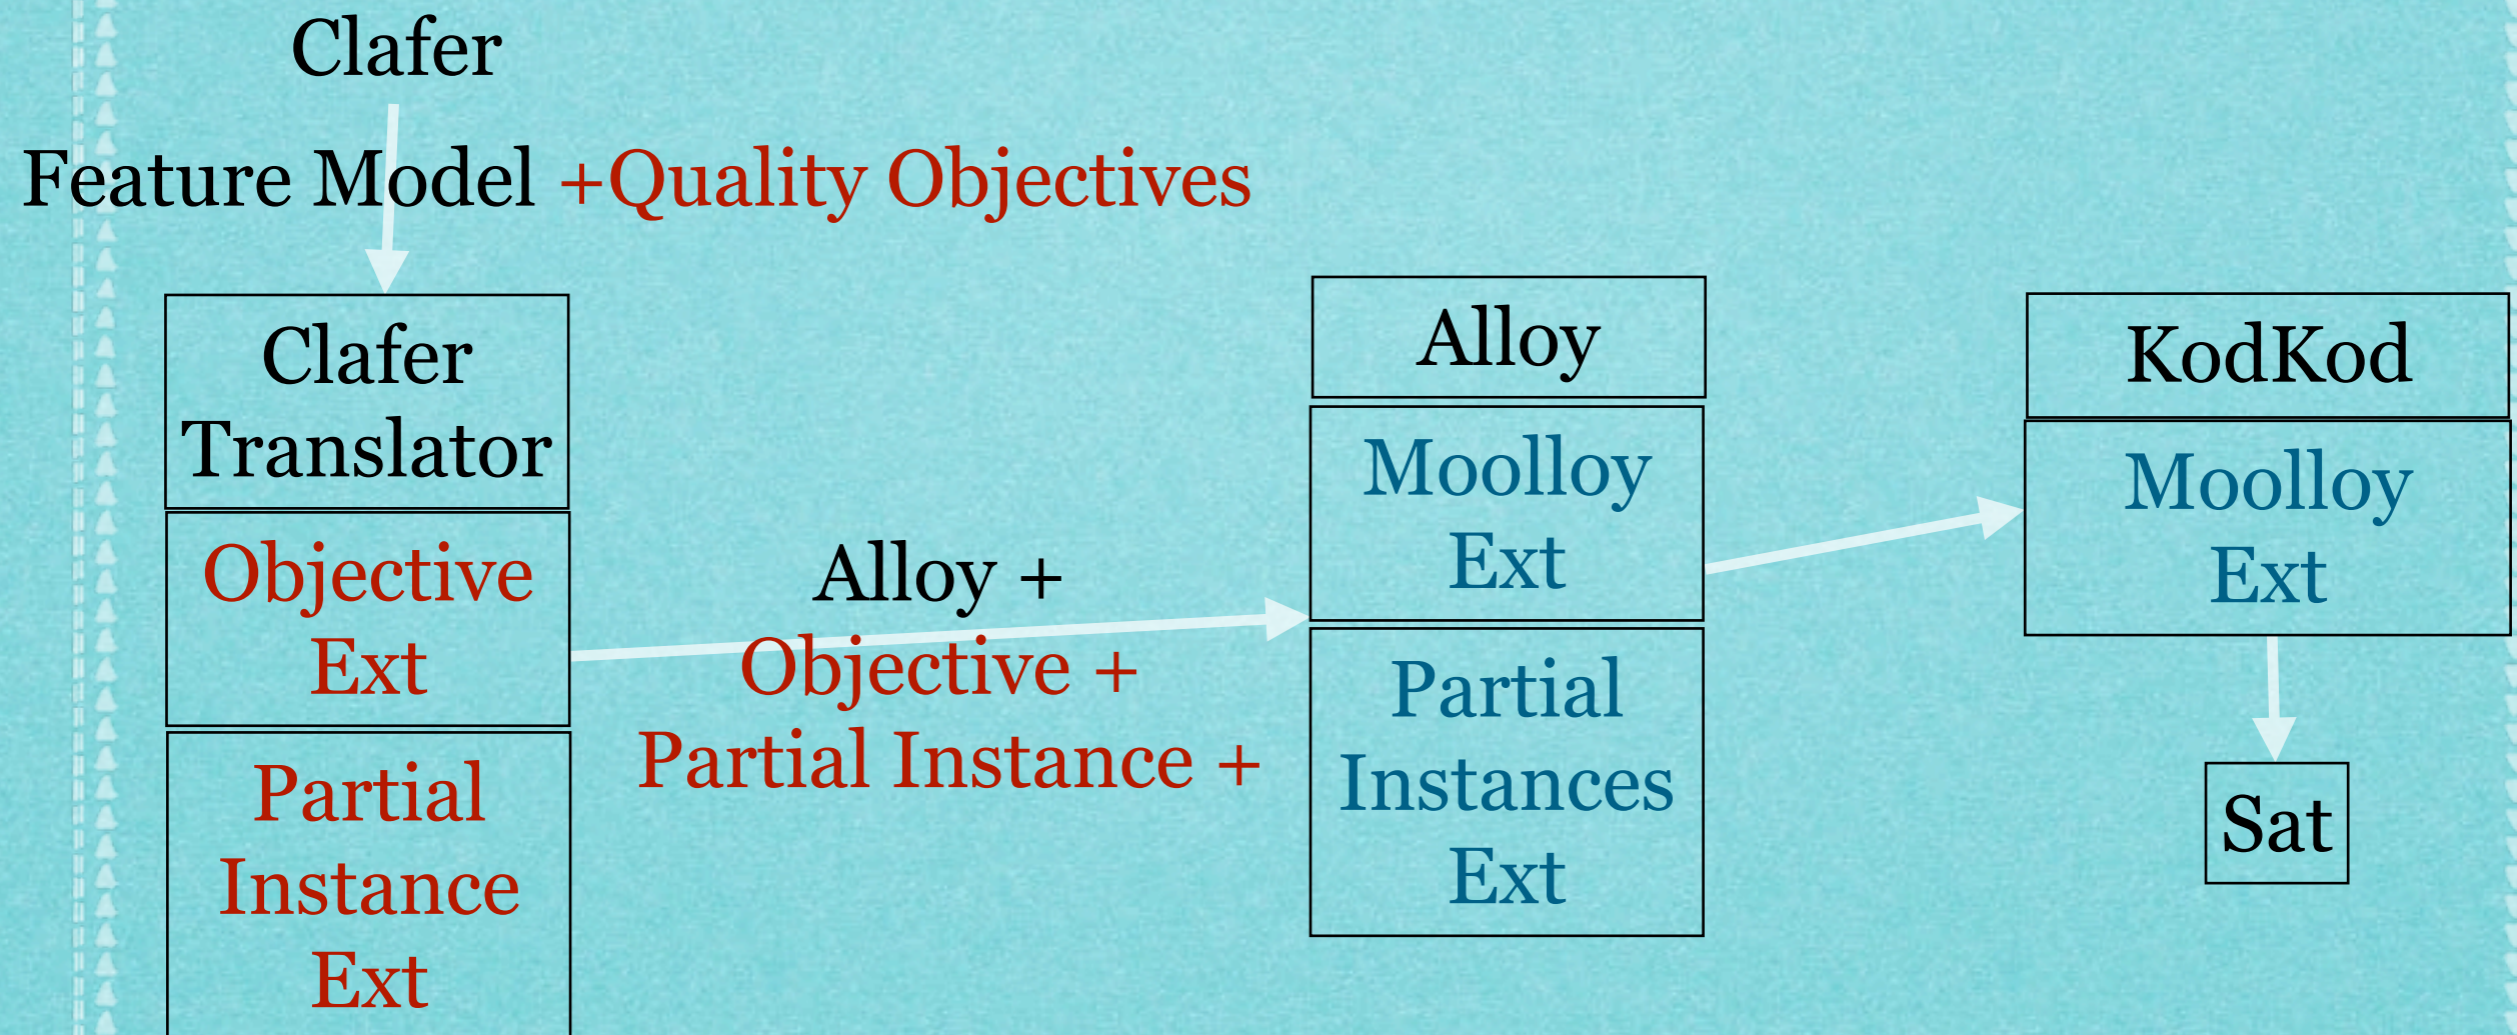 Clafer
Feature Model +Quality Objectives
Clafer
Translator
Objective
Ext
Partial
Instance
Ext
Alloy +
Objective +
Partial Instance +
Alloy
Moolloy
Ext
Partial
Instances
Ext
KodKod
Moolloy
Ext
Sat